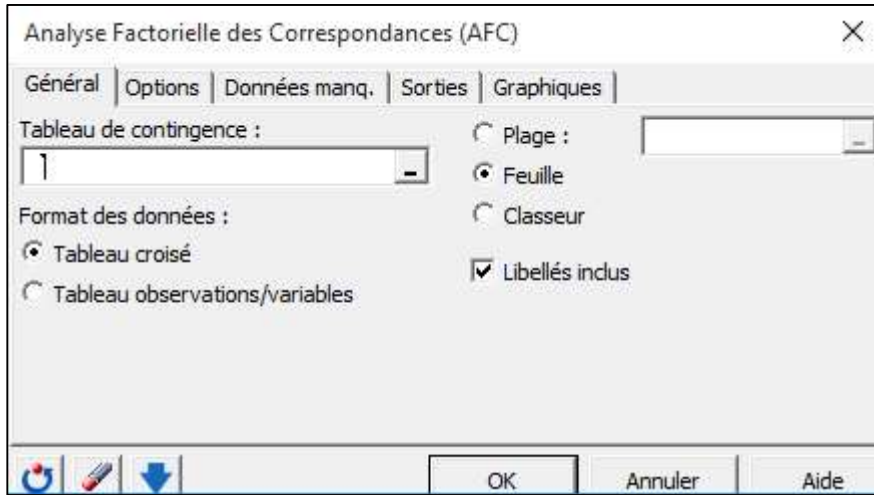 Analyse Factorielle des Correspondances (AFC)
Général Options Données manq. Sorties Graphiques
Tableau de contingence :
Plage :
Feuille
Format des données :
Classeur
Tableau croisé
Libellés inclus
Tableau observations/variables
OK Annuler Aide